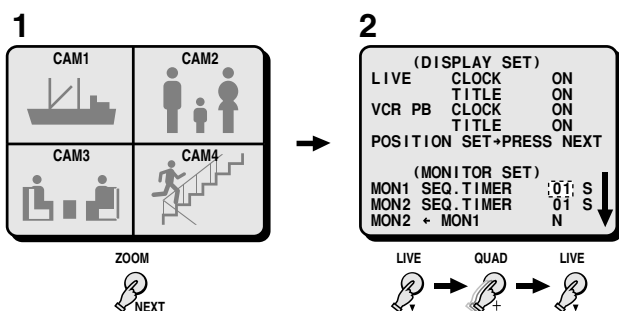 1
CAM1 CAM2
CAM3 CAM4
ZOOM
NEXT
2
(DISPLAY SET)
LIVE CLOCK ON
TITLE ON
VCR PB CLOCK ON
TITLE ON
POSITION SET→PRESS NEXT
(MONITOR SET)
MON1 SEQ.TIMER 01 S
MON2 SEQ.TIMER 01 S
MON2 ← MON1 N
LIVE QUAD LIVE
▼ + ▼